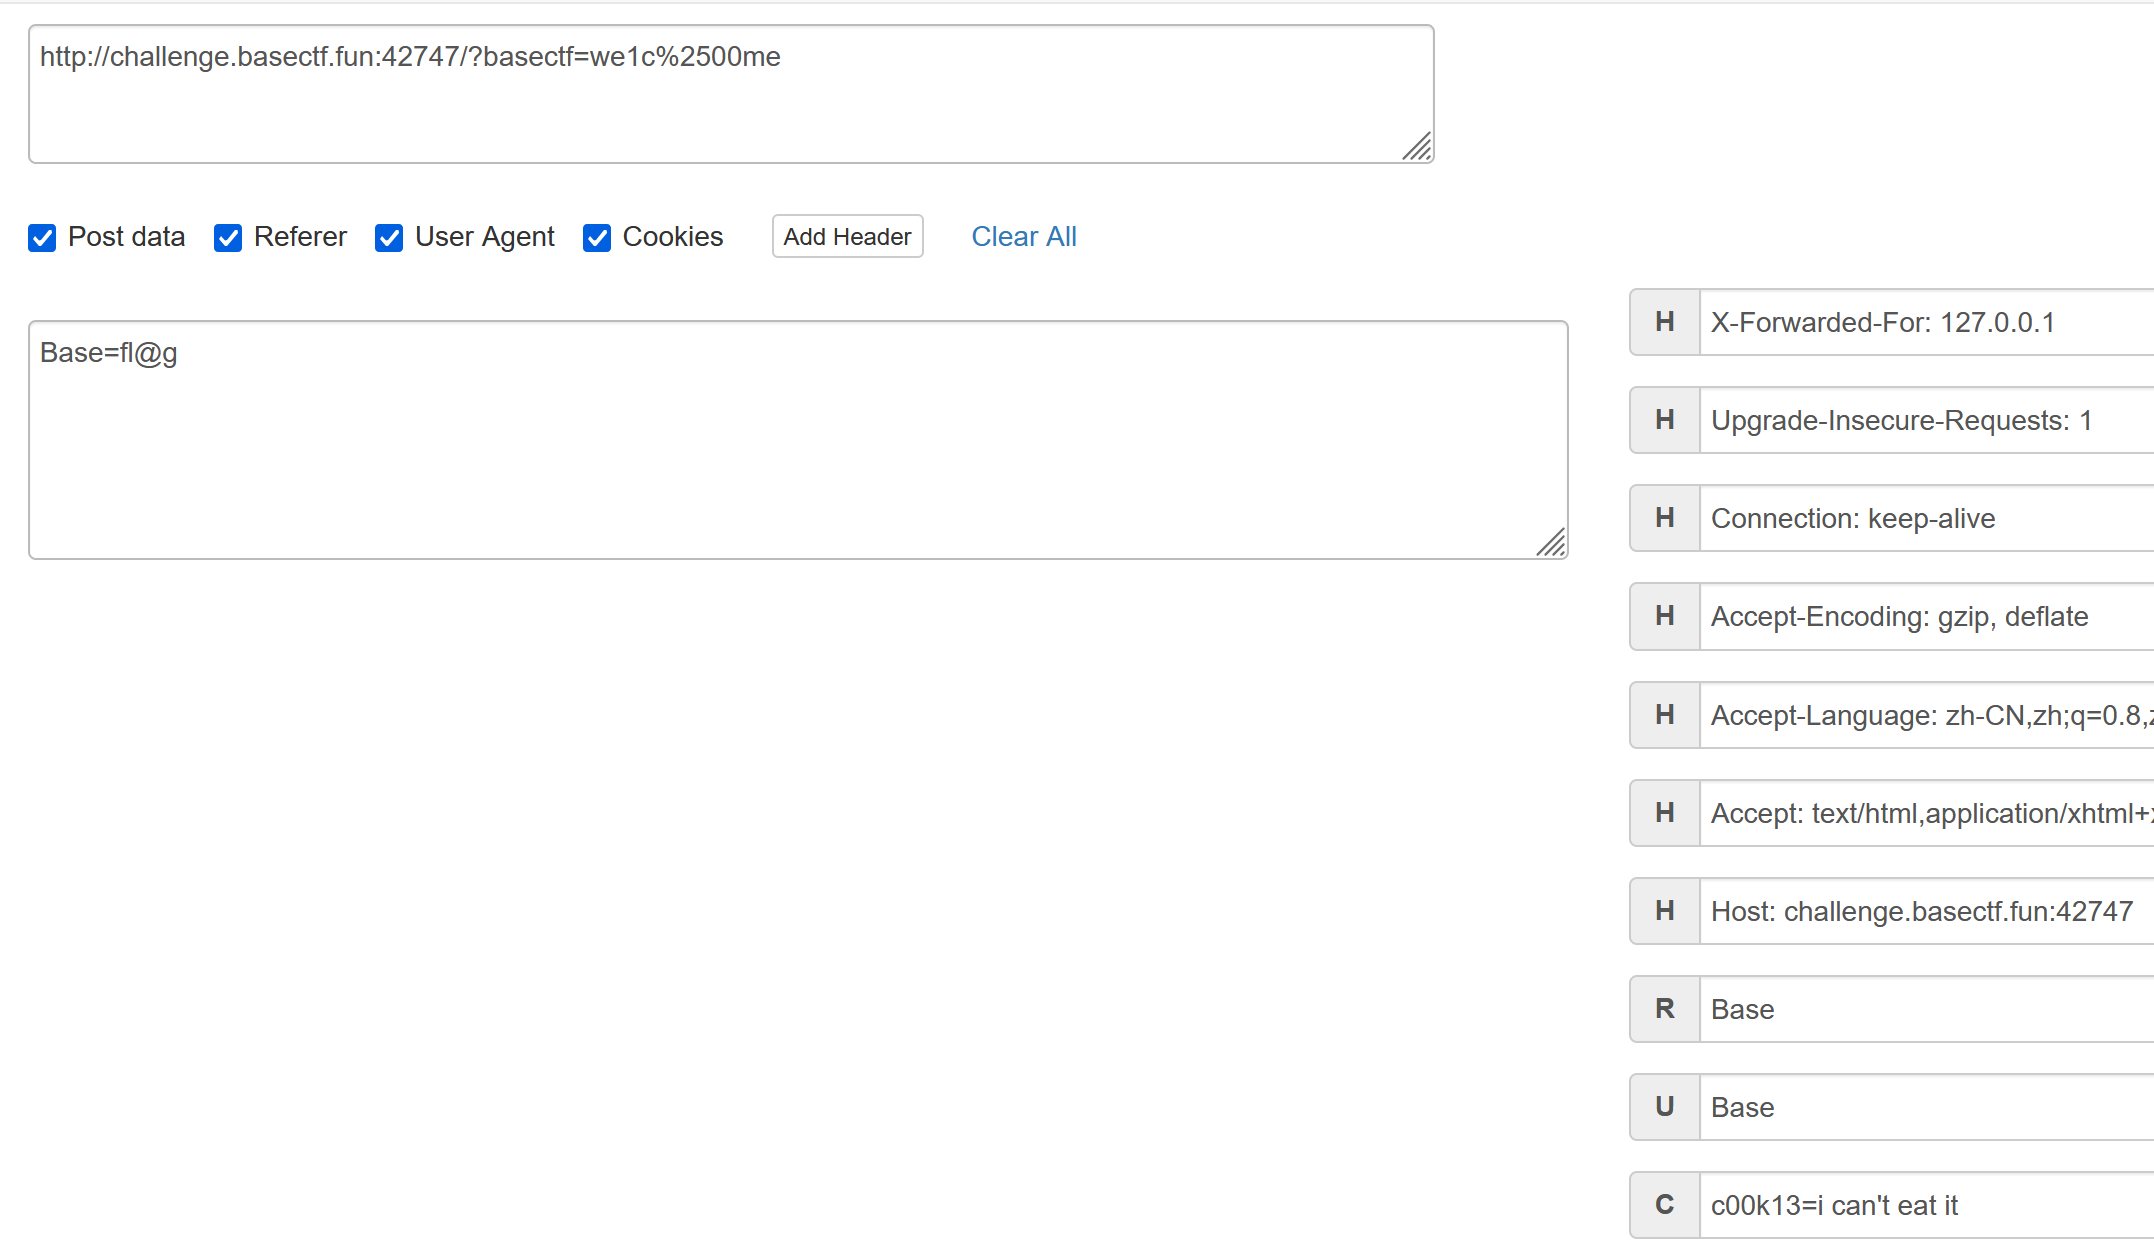 http://challenge.basectf.fun:42747/?basectf=we1c%2500me
Post data Referer User Agent Cookies Add Header Clear All
Base=fl@g
H X-Forwarded-For: 127.0.0.1
H Upgrade-Insecure-Requests: 1
H Connection: keep-alive
H Accept-Encoding: gzip, deflate
H Accept-Language: zh-CN,zh;q=0.8,z
H Accept: text/html,application/xhtml+x
H Host: challenge.basectf.fun:42747
R Base
U Base
C c00k13=i can't eat it